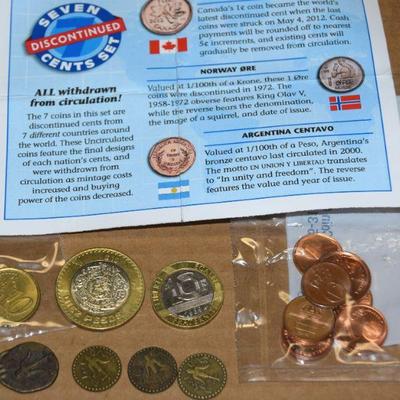 SEVEN
DISCONTINUED
CENTS SET
ALL withdrawn
from circulation!
The 7 coins in this set are
discontinued cents from
7 different countries around
the world. These Uncirculated
coins feature the final designs
of each nation's cents, and
were withdrawn from
circulation as mintage costs
increased and buying
power of the coins decreased.
Canada's 1¢ coin became the world's
latest discontinued cent when the last
coins were struck on May 4, 2012. Cash
payments will be rounded off to nearest
5¢ increments, and existing cents will
gradually be removed from circulation.
NORWAY ØRE
Valued at 1/100th of a Krone, these 1 Øre
coins were discontinued in 1972. The
1958-1972 obverse features King Olav V,
while the reverse bears the denomination,
the image of a squirrel, and date of issue.
ARGENTINA CENTAVO
Valued at 1/100th of a Peso, Argentina's
bronze centavo last circulated in 2000.
The motto EN UNION Y LIBERTAD translates
to "In unity and freedom". The reverse
features the value and year of issue.